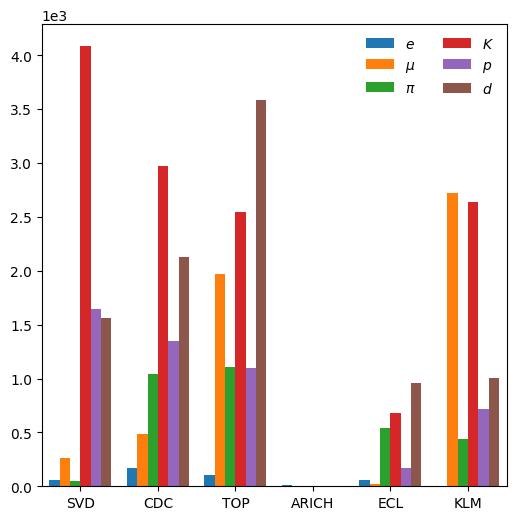 1e3
4.0
3.5
3.0
2.5
2.0
1.5
1.0
0.5
0.0
e
μ
π
K
p
d
SVD CDC TOP ARICH ECL KLM